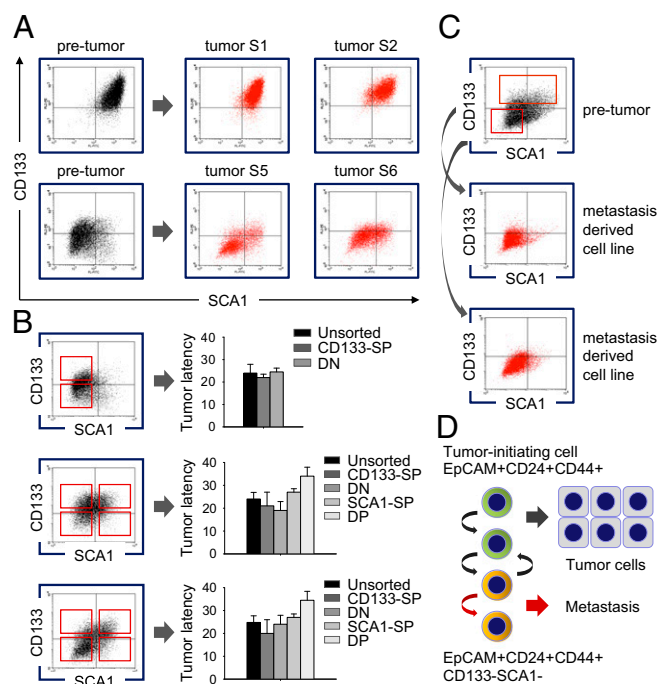 A
pre-tumor
tumor S1
tumor S2
pre-tumor
tumor S5
tumor S6
CD133
SCA1
B
CD133
SCA1
Tumor latency
40
30
20
10
0
Unsorted
CD133-SP
DN
CD133
SCA1
Tumor latency
40
30
20
10
0
Unsorted
CD133-SP
DN
SCA1-SP
DP
CD133
SCA1
Tumor latency
40
30
20
10
0
Unsorted
CD133-SP
DN
SCA1-SP
DP
C
CD133
SCA1
pre-tumor
CD133
SCA1
metastasis
derived
cell line
CD133
SCA1
metastasis
derived
cell line
D
Tumor-initiating cell
EpCAM+CD24+CD44+
Tumor cells
Metastasis
EpCAM+CD24+CD44+
CD133-SCA1-